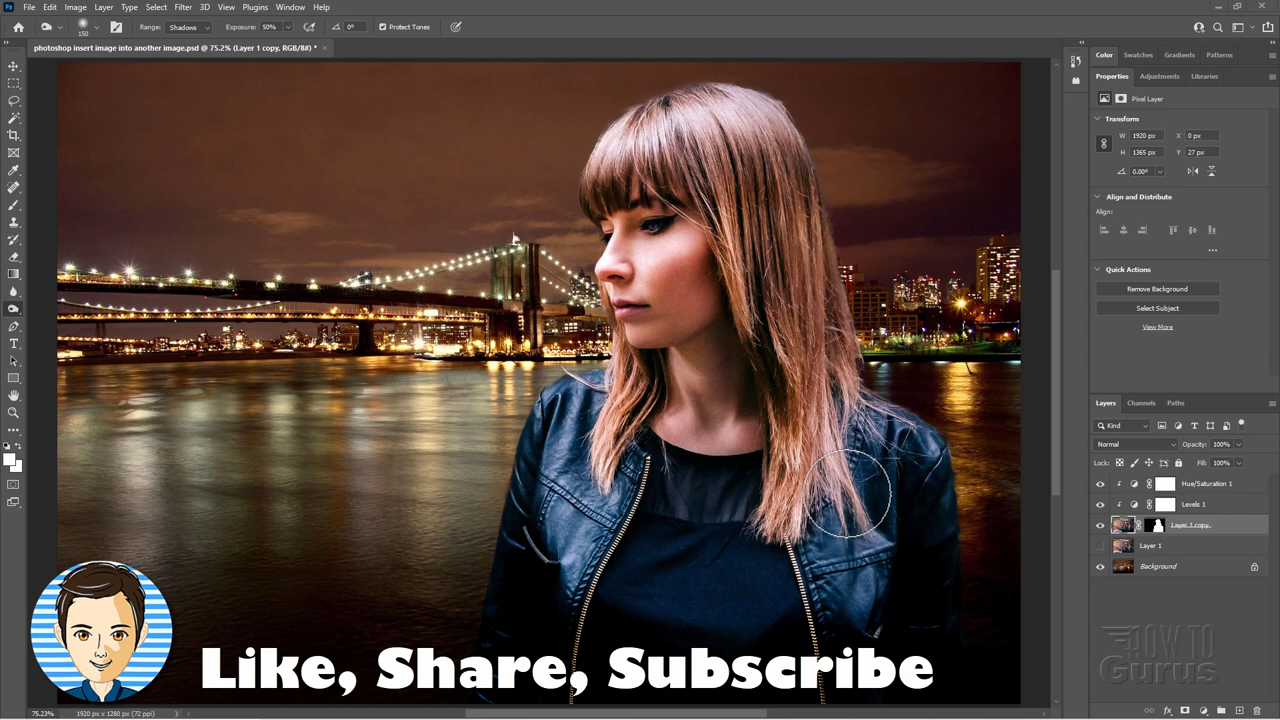 Ps File Edit Image Layer Type Select Filter 3D View Plugins Window Help
150 Range: Shadows Exposure: 50% 0° Protect Tones
photoshop insert image into another image.psd @ 75.2% (Layer 1 copy, RGB/8#) *
Color Swatches Gradients Patterns
Properties Adjustments Libraries
Pixel Layer
Transform
W 1920 px X 0 px
H 1365 px Y 27 px
0.00°
Align and Distribute
Align:
Quick Actions
Remove Background
Select Subject
View More
Layers Channels Paths
Kind
Normal Opacity: 100%
Lock: Fill: 100%
Hue/Saturation 1
Levels 1
Layer 1 copy
Layer 1
Background
HOW TO
GURUS
Like, Share, Subscribe
75.23% 1920 px x 1280 px (72 ppi)